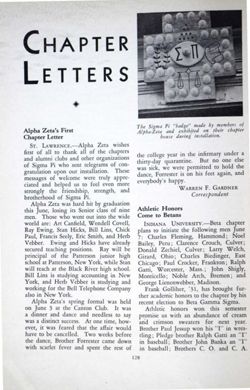 CHAPTER
LETTERS
Σ Π
The Sigma Pi "badge" made by members of
Alpha-Zeta and exhibited on their chapter
house during installation.
Alpha Zeta's First
Chapter Letter
ST. LAWRENCE.—Alpha Zeta wishes
first of all to thank all of the chapters
and alumni clubs and other organizations
of Sigma Pi who sent telegrams of con-
gratulation upon our installation. These
messages of welcome were truly appre-
ciated and helped us to feel even more
strongly the friendship, strength, and
brotherhood of Sigma Pi.
Alpha Zeta was hard hit by graduation
this June, losing in Senior class of nine
men. Those who went out into the wide
world are: Art Canfield, Wendell Covell,
Ray Ewing, Stan Hicks, Bill Linn, Chick
Paul, Francis Seely, Eric Smith, and Herb
Vebber. Ewing and Hicks have already
secured teaching positions. Ray will be
principal of the Patterson junior high
school at Patterson, New York, while Stan
will teach at the Black River high school.
Bill Linn is studying accounting in New
York, and Herb Vebber is studying and
working for the Bell Telephone Company
also in New York.
Alpha Zeta's spring formal was held
on June 3 at the Canton Club. It was
a dinner and dance and needless to say
was a distinct success. At one time, how-
ever, it was feared that the affair would
have to be cancelled. Two weeks before
the dance, Brother Forrester came down
with scarlet fever and spent the rest of
the college year in the infirmary under a
thirty-day quarantine. But no one else
was sick, we were permitted to hold the
dance, Forrester is on his feet again, and
everybody's happy.
WARREN F. GARDNER
Correspondent
Athletic Honors
Come to Betans
INDIANA UNIVERSITY.—Beta chapter
plans to initiate the following men June
7: Charles Fleming, Hammond; Noel
Bailey, Peru; Clarence Crouch, Culver;
Donald Zechiel, Culver; Larry Welch,
Girard, Ohio; Charles Bixdinger, East
Chicago; Paul Crocker, Frankton; Ralph
Gatti, Worcester, Mass.; John Shigly,
Monticello; Noble Arth, Bremen; and
George Lienowebber, Madison.
Frank Gulliher, '31, has brought fur-
ther academic honors to the chapter by his
recent election to Beta Gamma Sigma.
Athletic honors won this semester
promise us with an abundance of cream
and crimson sweaters for next year.
Brother Paul Jessup won his "I" in wres-
tling; Pledge brother Ralph Gatti an "I"
in baseball; Brother John Banka an "I"
in baseball; Brothers C. O. and C. A.
128